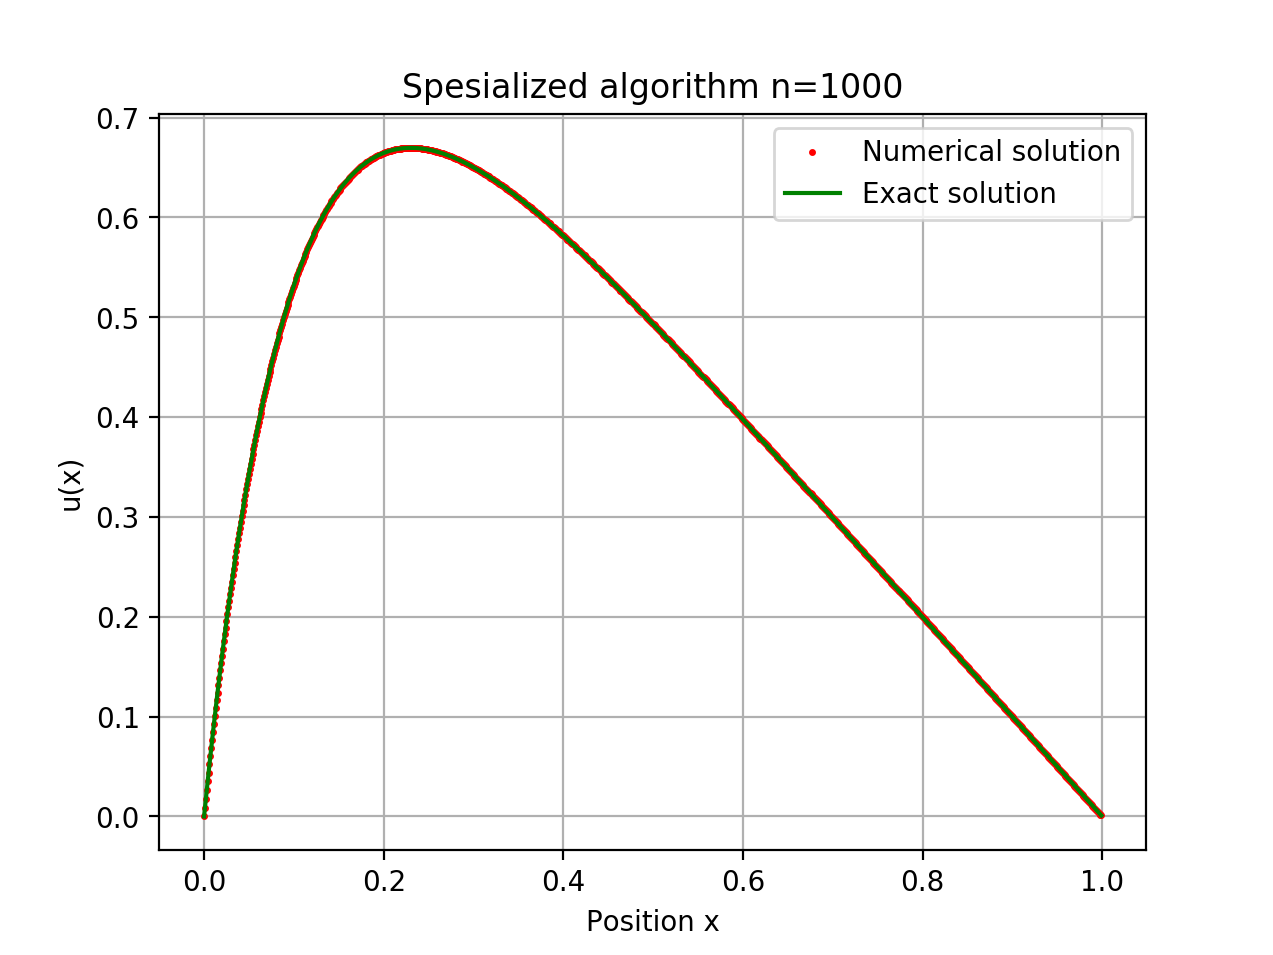 Spesialized algorithm n=1000
Numerical solution
Exact solution
0.7
0.6
0.5
0.4
0.3
0.2
0.1
0.0
u(x)
0.0 0.2 0.4 0.6 0.8 1.0
Position x